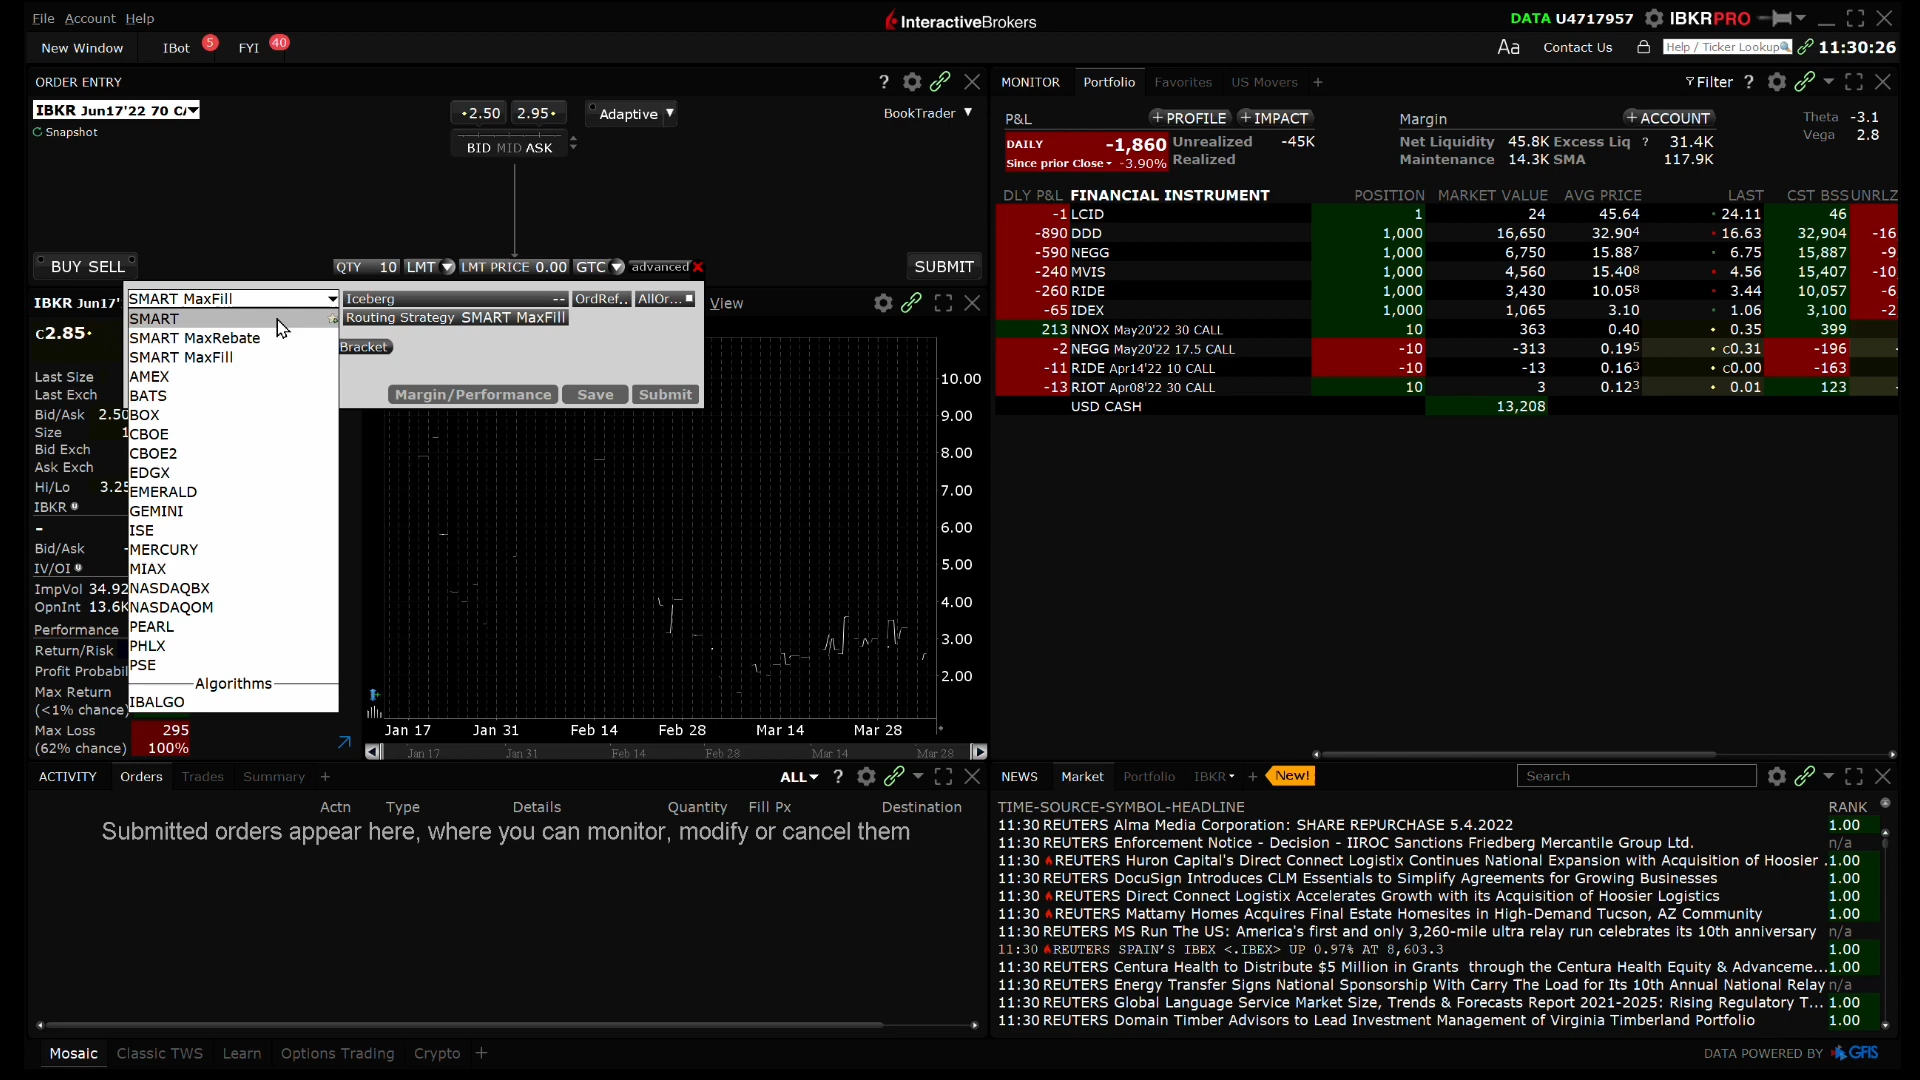 File Account Help
InteractiveBrokers
DATA U4717957 IBKRPRO
New Window IBot 5 FYI 40
Aa Contact Us Help / Ticker Lookup 11:30:26
ORDER ENTRY
?
IBKR Jun17'22 70 C
Snapshot
2.50 2.95 Adaptive
BID MID ASK
BookTrader
BUY SELL
QTY 10 LMT LMT PRICE 0.00 GTC advanced
SUBMIT
SMART MaxFill
Iceberg -- OrdRef.. AllOr...
Routing Strategy SMART MaxFill
Bracket
Margin/Performance Save Submit
SMART
SMART MaxRebate
SMART MaxFill
AMEX
BATS
BOX
CBOE
CBOE2
EDGX
EMERALD
GEMINI
ISE
MERCURY
MIAX
NASDAQBX
NASDAQOM
PEARL
PHLX
PSE
Algorithms
IBALGO
IBKR Jun17'
View
C2.85
Last Size
Last Exch
Bid/Ask 2.50
Size 1
Bid Exch
Ask Exch
Hi/Lo 3.25
IBKR
-
Bid/Ask -
IV/OI
ImpVol 34.92
OpnInt 13.6K
Performance
Return/Risk
Profit Probabil
Max Return
(<1% chance)
Max Loss 295
(62% chance) 100%
10.00
9.00
8.00
7.00
6.00
5.00
4.00
3.00
2.00
Jan 17 Jan 31 Feb 14 Feb 28 Mar 14 Mar 28
Jan 17 Jan 31 Feb 14 Feb 28 Mar 14 Mar 28
MONITOR Portfolio Favorites US Movers +
Filter ?
P&L + PROFILE + IMPACT
DAILY -1,860 Unrealized -45K
Since prior Close -3.90% Realized
Margin + ACCOUNT
Net Liquidity 45.8K Excess Liq ? 31.4K
Maintenance 14.3K SMA 117.9K
Theta -3.1
Vega 2.8
DLY P&L FINANCIAL INSTRUMENT POSITION MARKET VALUE AVG PRICE LAST CST BSS UNRLZ
-1 LCID 1 24 45.64 24.11 46
-890 DDD 1,000 16,650 32.904 16.63 32,904 -16
-590 NEGG 1,000 6,750 15.887 6.75 15,887 -9
-240 MVIS 1,000 4,560 15.408 4.56 15,407 -10
-260 RIDE 1,000 3,430 10.058 3.44 10,057 -6
-65 IDEX 1,000 1,065 3.10 1.06 3,100 -2
213 NNOX May20'22 30 CALL 10 363 0.40 0.35 399
-2 NEGG May20'22 17.5 CALL -10 -313 0.195 c0.31 -196
-11 RIDE Apr14'22 10 CALL -10 -13 0.163 c0.00 -163
-13 RIOT Apr08'22 30 CALL 10 3 0.123 0.01 123
USD CASH 13,208
ACTIVITY Orders Trades Summary + ALL ?
Actn Type Details Quantity Fill Px Destination
Submitted orders appear here, where you can monitor, modify or cancel them
NEWS Market Portfolio IBKR + New! Search
TIME-SOURCE-SYMBOL-HEADLINE RANK
11:30 REUTERS Alma Media Corporation: SHARE REPURCHASE 5.4.2022 1.00
11:30 REUTERS Enforcement Notice - Decision - IIROC Sanctions Friedberg Mercantile Group Ltd. n/a
11:30 REUTERS Huron Capital's Direct Connect Logistix Continues National Expansion with Acquisition of Hoosier . 1.00
11:30 REUTERS DocuSign Introduces CLM Essentials to Simplify Agreements for Growing Businesses 1.00
11:30 REUTERS Direct Connect Logistix Accelerates Growth with its Acquisition of Hoosier Logistics 1.00
11:30 REUTERS Mattamy Homes Acquires Final Estate Homesites in High-Demand Tucson, AZ Community 1.00
11:30 REUTERS MS Run The US: America's first and only 3,260-mile ultra relay run celebrates its 10th anniversary n/a
11:30 REUTERS SPAIN'S IBEX <.IBEX> UP 0.97% AT 8,603.3 1.00
11:30 REUTERS Centura Health to Distribute $5 Million in Grants through the Centura Health Equity & Advanceme... 1.00
11:30 REUTERS Energy Transfer Signs National Sponsorship With Carry The Load for Its 10th Annual National Relay n/a
11:30 REUTERS Global Language Service Market Size, Trends & Forecasts Report 2021-2025: Rising Regulatory T... 1.00
11:30 REUTERS Domain Timber Advisors to Lead Investment Management of Virginia Timberland Portfolio 1.00
Mosaic Classic TWS Learn Options Trading Crypto +
DATA POWERED BY GFIS